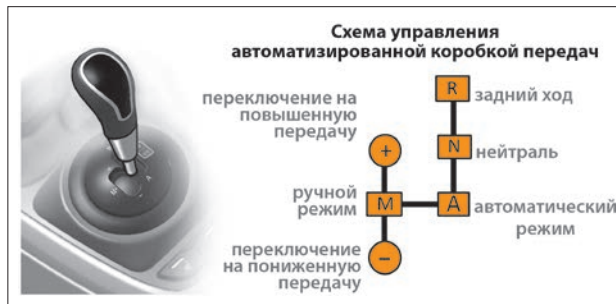 Схема управления
автоматизированной коробкой передач
R
задний ход
переключение на
повышенную
передачу
+
N
нейтраль
ручной
режим
M
A
автоматический
режим
переключение
на пониженную
передачу
–